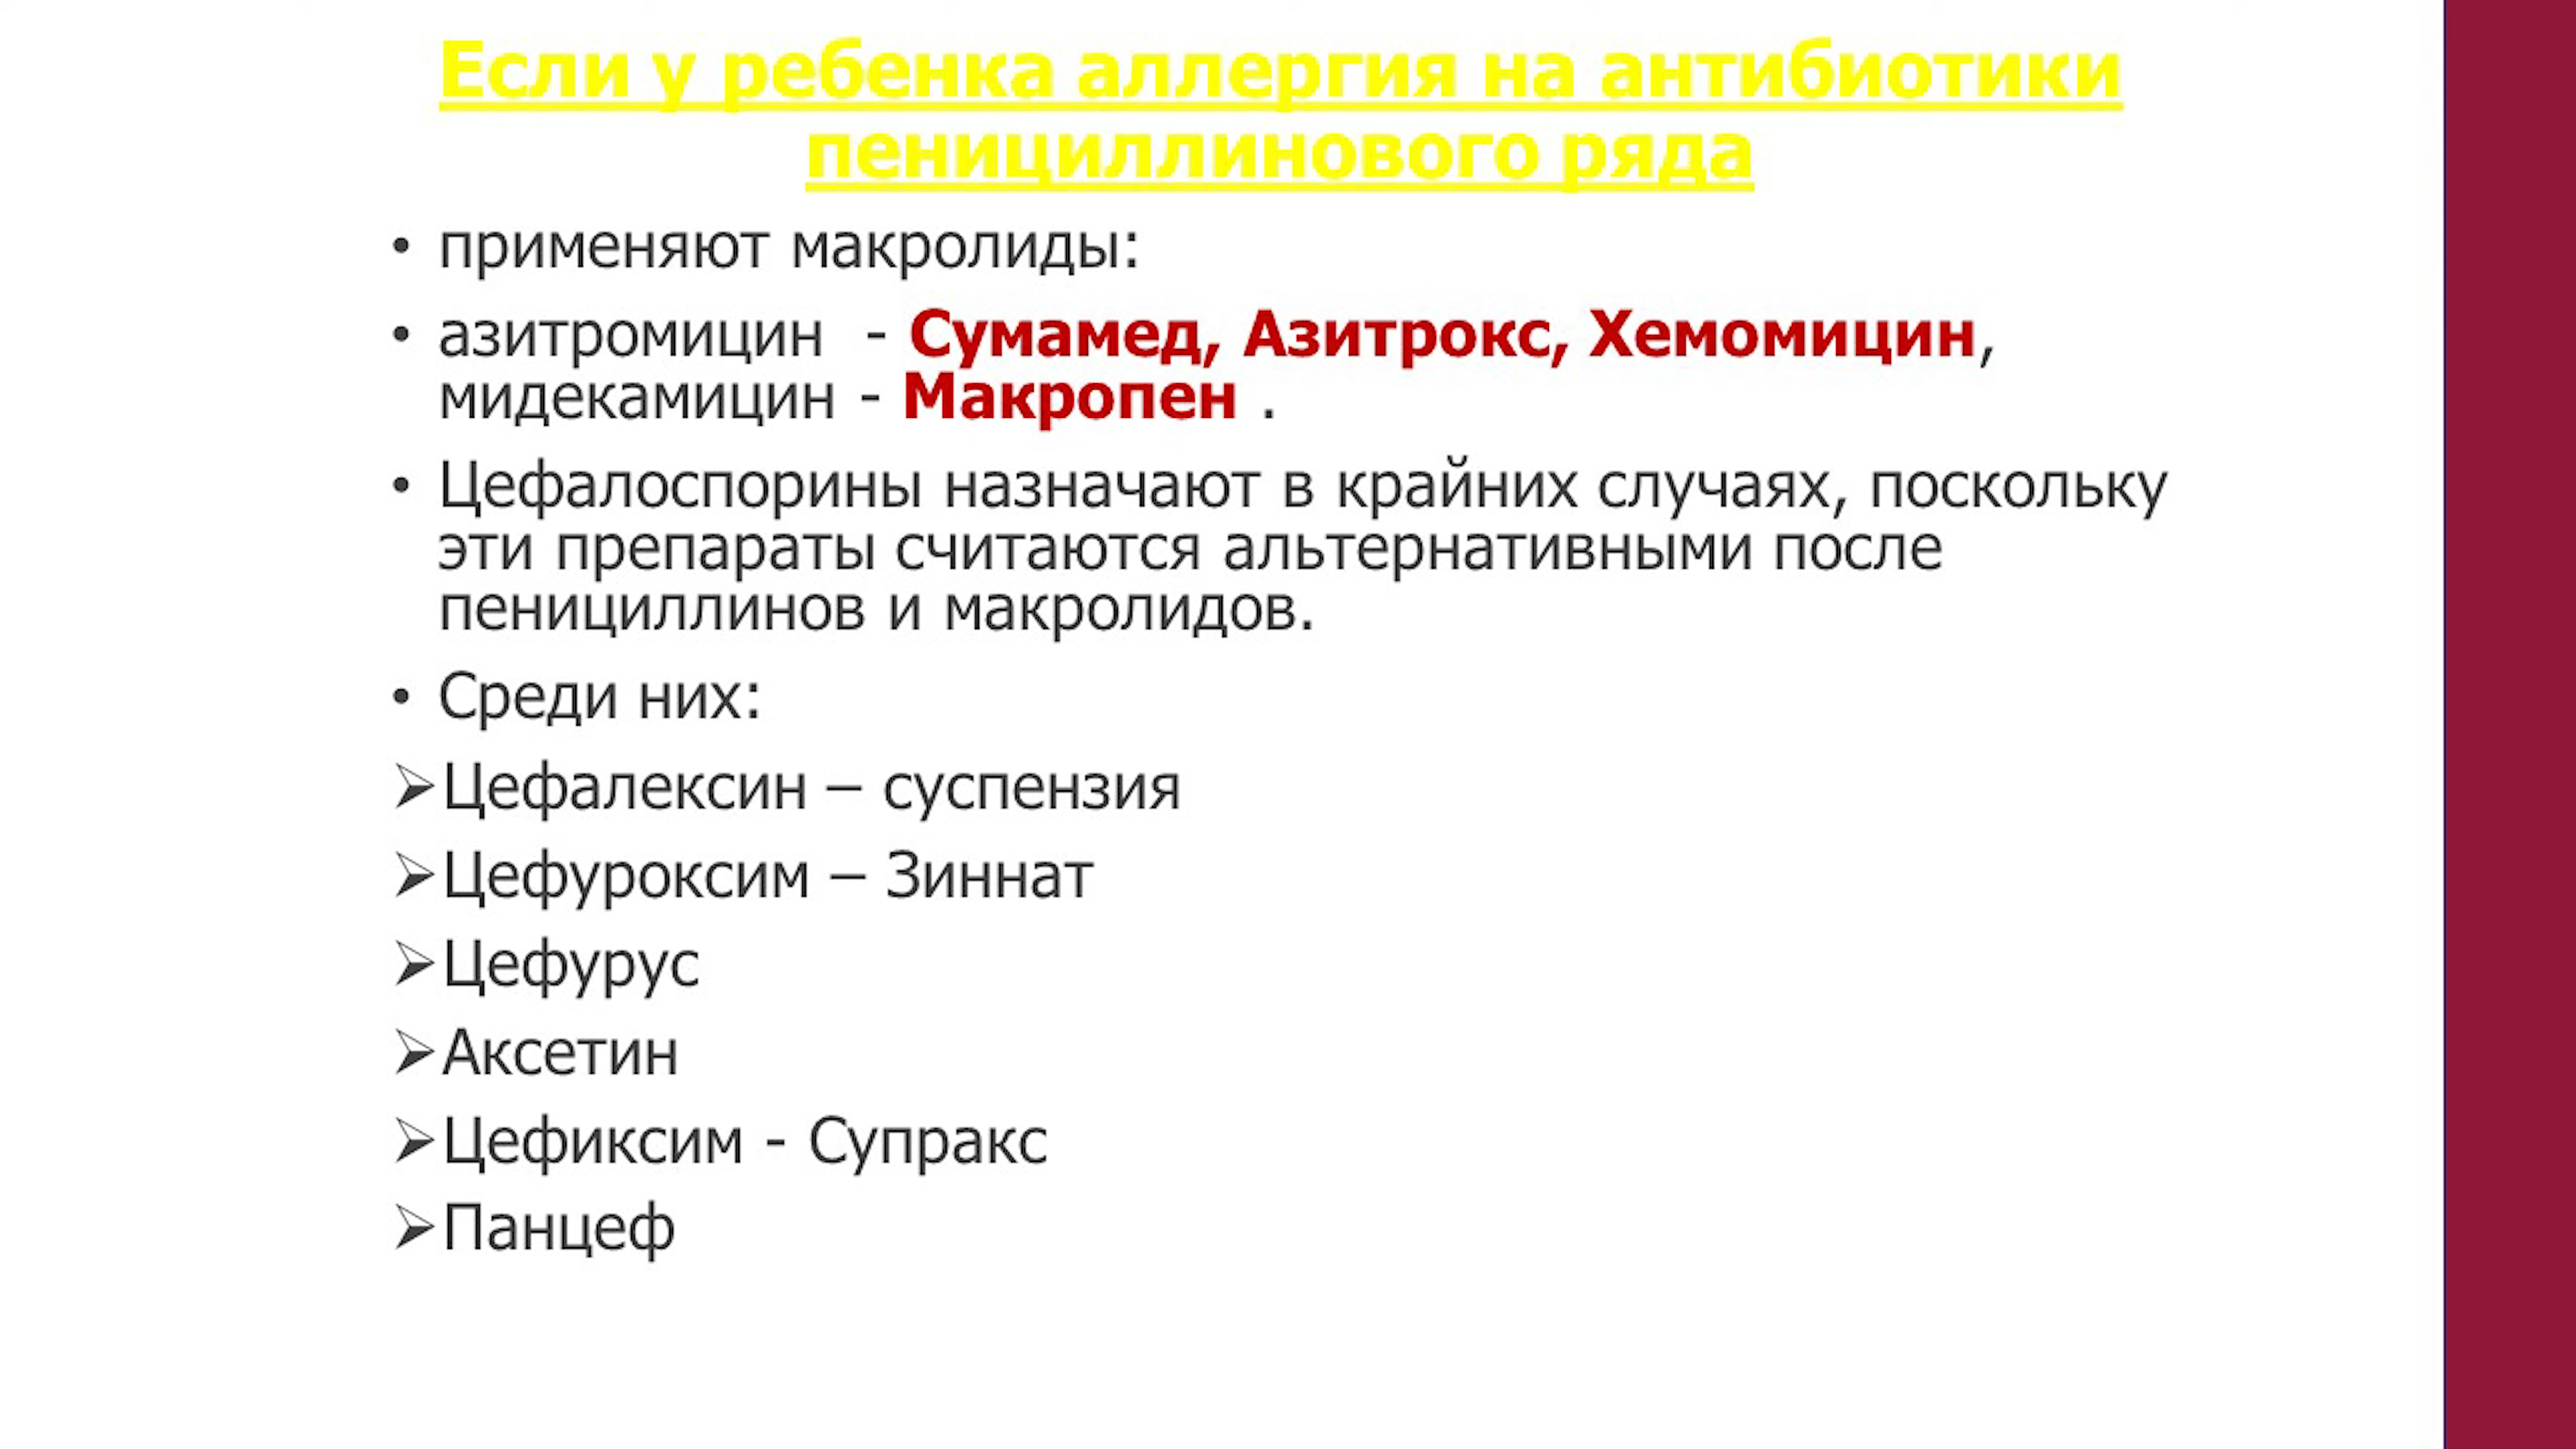 Если у ребенка аллергия на антибиотики
пенициллинового ряда
• применяют макролиды:
• азитромицин - Сумамед, Азитрокс, Хемомицин,
мидекамицин - Макропен .
• Цефалоспорины назначают в крайних случаях, поскольку
эти препараты считаются альтернативными после
пенициллинов и макролидов.
• Среди них:
➢Цефалексин – суспензия
➢Цефуроксим – Зиннат
➢Цефурус
➢Аксетин
➢Цефиксим - Супракс
➢Панцеф